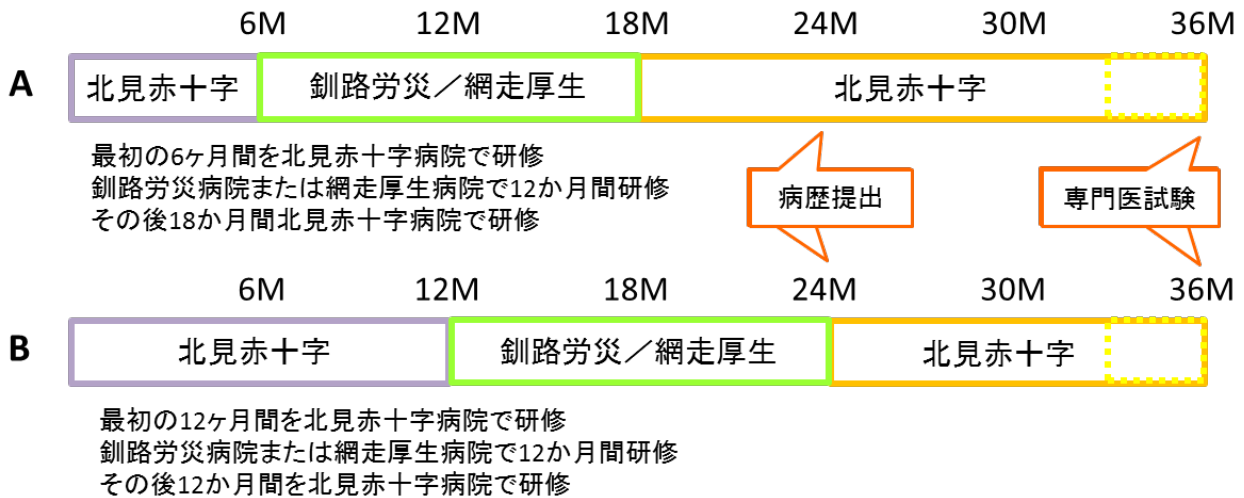 6M 12M 18M 24M 30M 36M
A 北見赤十字 釧路労災／網走厚生 北見赤十字
最初の6ヶ月間を北見赤十字病院で研修
釧路労災病院または網走厚生病院で12か月間研修
その後18か月間北見赤十字病院で研修
病歴提出 専門医試験
6M 12M 18M 24M 30M 36M
B 北見赤十字 釧路労災／網走厚生 北見赤十字
最初の12ヶ月間を北見赤十字病院で研修
釧路労災病院または網走厚生病院で12か月間研修
その後12か月間北見赤十字病院で研修